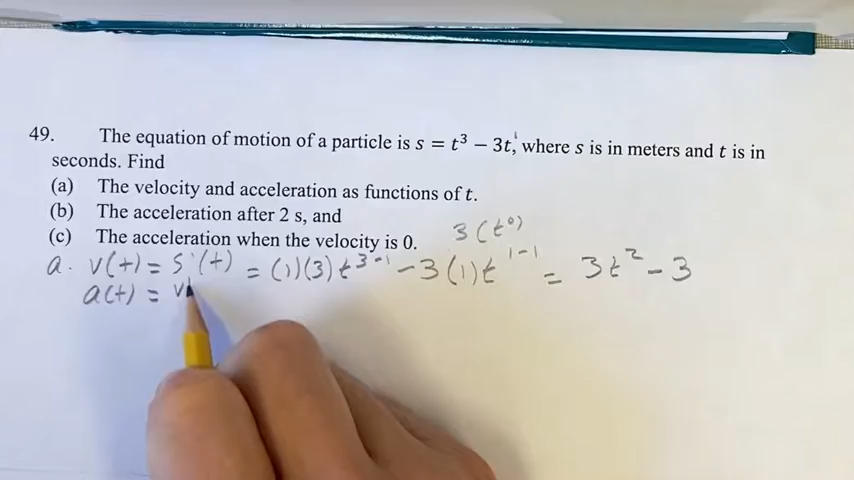 49. The equation of motion of a particle is s = t³ − 3t, where s is in meters and t is in
seconds. Find
(a) The velocity and acceleration as functions of t.
(b) The acceleration after 2 s, and
(c) The acceleration when the velocity is 0.
3(t⁰)
a. v(t) = s'(t) = (1)(3)t³⁻¹ − 3(1)t¹⁻¹ = 3t² − 3
a(t) = v'